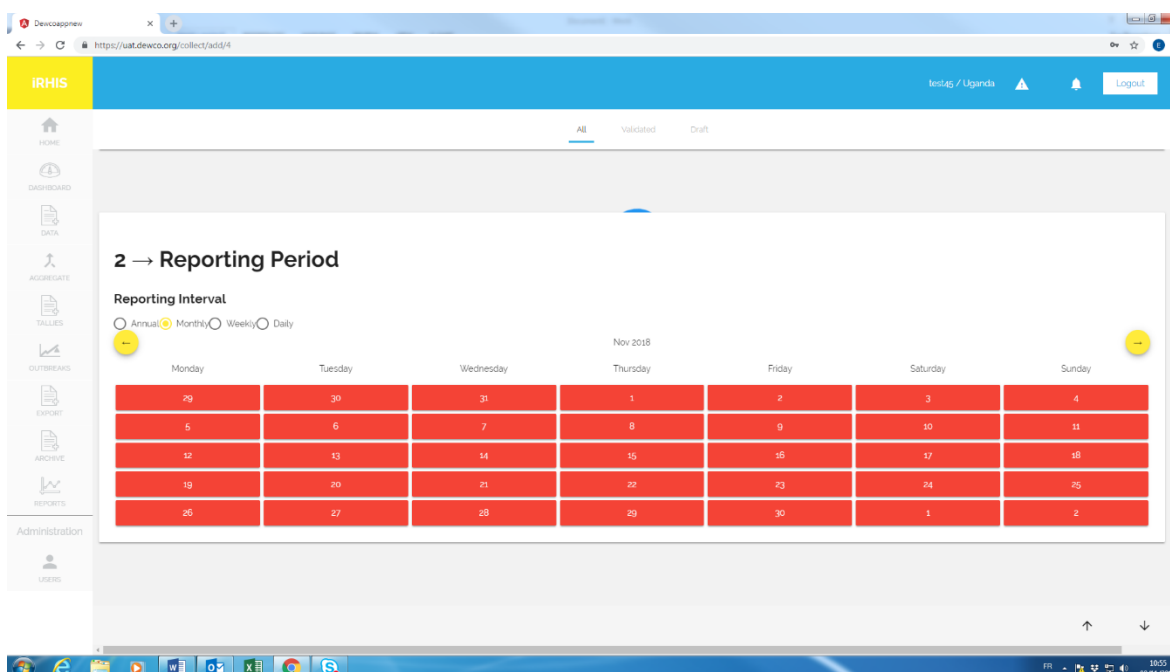 Dewcoappnew
https://uat.dewco.org/collect/add/4
IRHIS
test45 / Uganda
Logout
HOME
All Validated Draft
DASHBOARD
DATA
AGGREGATE
TALLIES
OUTBREAKS
EXPORT
ARCHIVE
REPORTS
Administration
USERS
2 → Reporting Period
Reporting Interval
Annual Monthly Weekly Daily
← Nov 2018 →
Monday Tuesday Wednesday Thursday Friday Saturday Sunday
29 30 31 1 2 3 4
5 6 7 8 9 10 11
12 13 14 15 16 17 18
19 20 21 22 23 24 25
26 27 28 29 30 1 2
FR 10:55